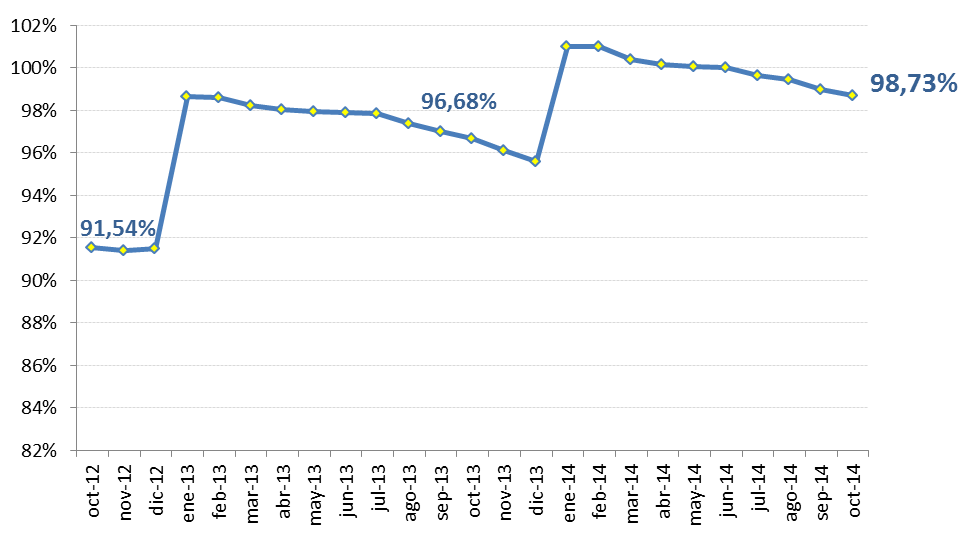 102%
100%
98%
96%
94%
92%
90%
88%
86%
84%
82%
91,54%
96,68%
98,73%
oct-12
nov-12
dic-12
ene-13
feb-13
mar-13
abr-13
may-13
jun-13
jul-13
ago-13
sep-13
oct-13
nov-13
dic-13
ene-14
feb-14
mar-14
abr-14
may-14
jun-14
jul-14
ago-14
sep-14
oct-14